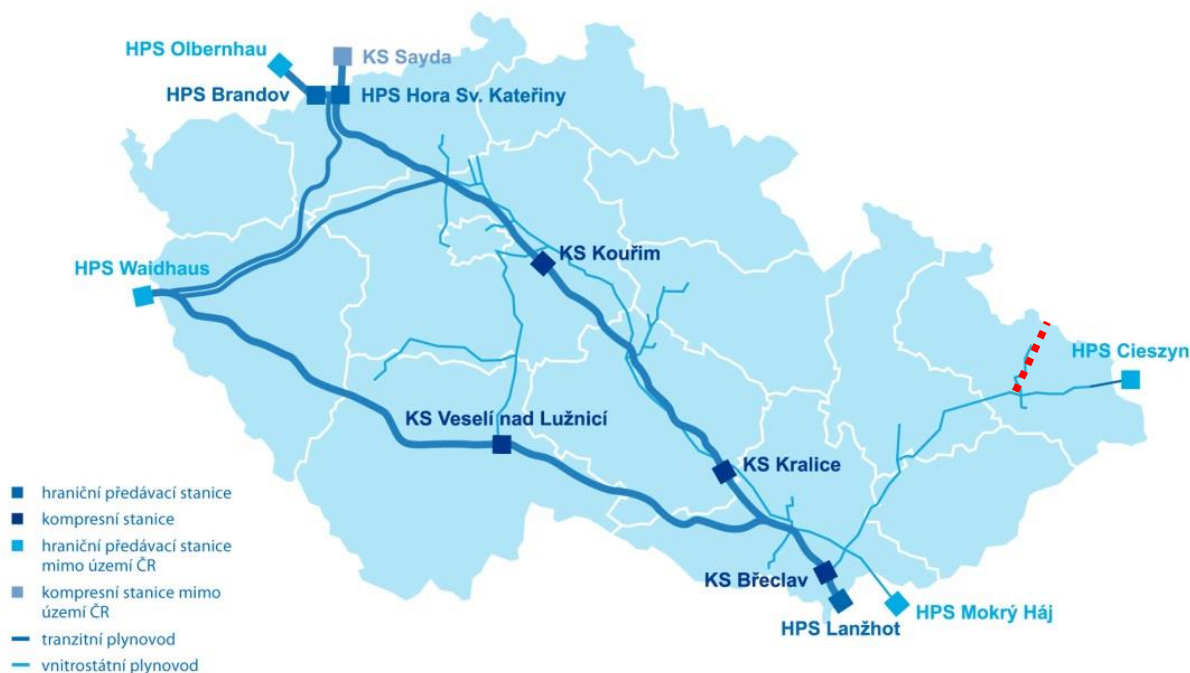 HPS Olbernhau
KS Sayda
HPS Brandov
HPS Hora Sv. Kateřiny
KS Kouřim
HPS Waidhaus
HPS Cieszyn
KS Veselí nad Lužnicí
KS Kralice
KS Břeclav
HPS Mokrý Háj
HPS Lanžhot
hraniční předávací stanice
kompresní stanice
hraniční předávací stanice
mimo území ČR
kompresní stanice mimo
území ČR
tranzitní plynovod
vnitrostátní plynovod